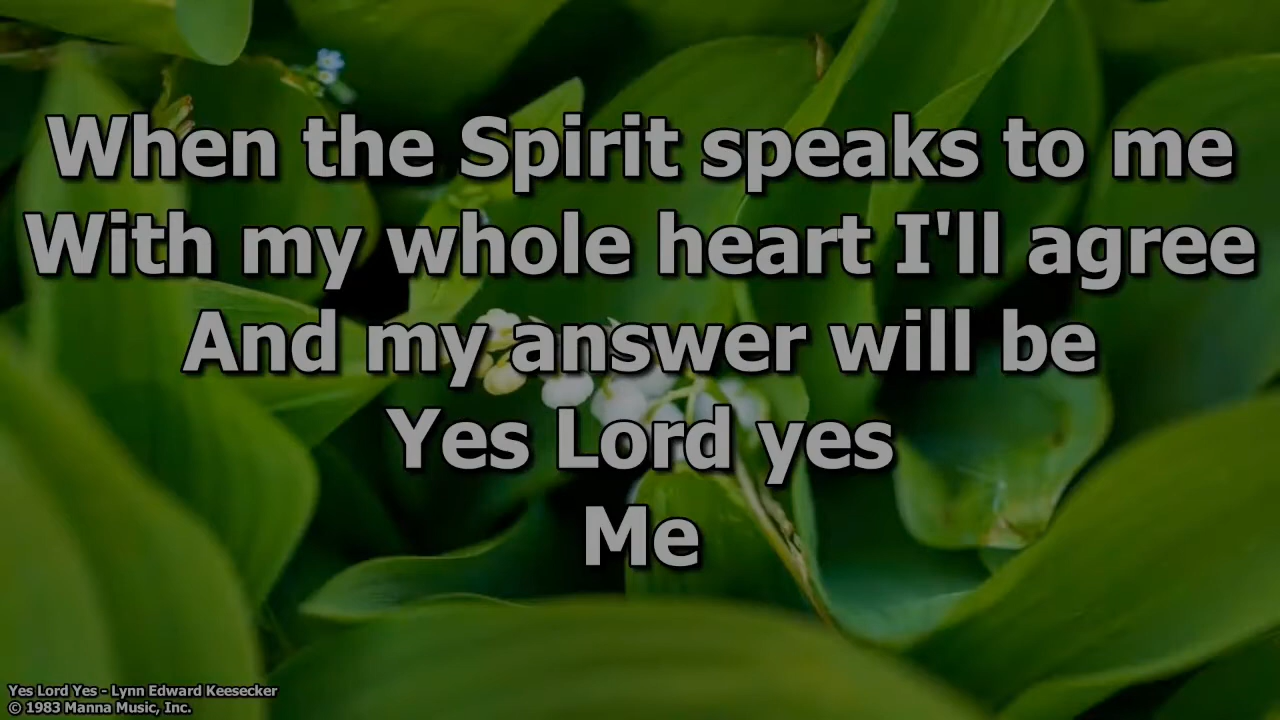 When the Spirit speaks to me
With my whole heart I'll agree
And my answer will be
Yes Lord yes
Me
Yes Lord Yes - Lynn Edward Keesecker
© 1983 Manna Music, Inc.